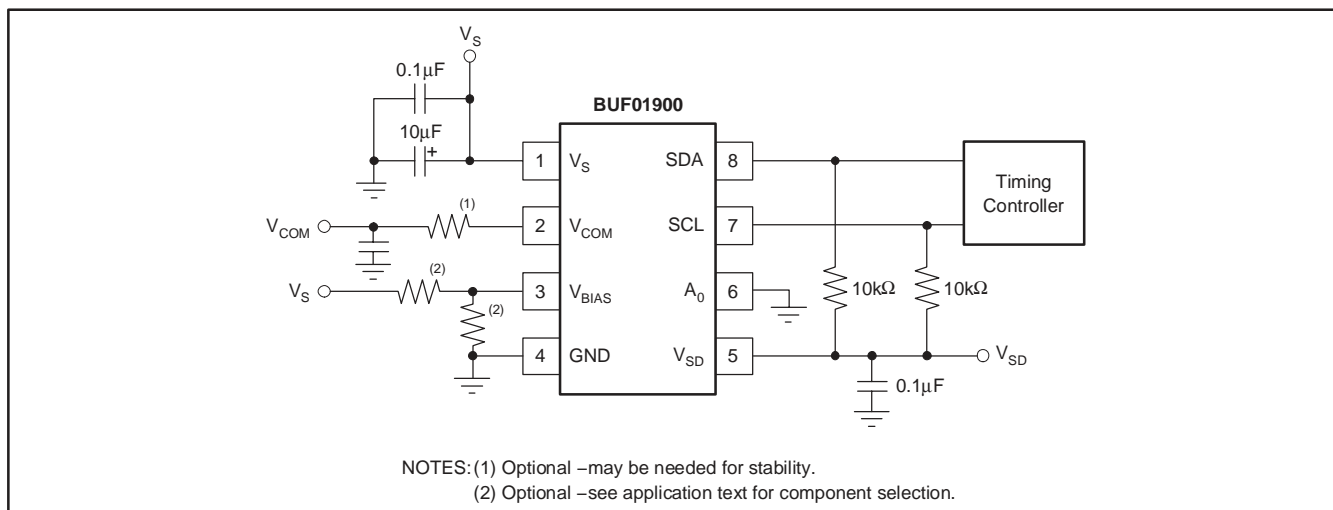 V_S
0.1μF
BUF01900
10μF
+
1 V_S SDA 8
Timing
Controller
V_COM (1) 2 V_COM SCL 7
V_S (2) 3 V_BIAS A_0 6
10kΩ 10kΩ
(2)
4 GND V_SD 5 V_SD
0.1μF
NOTES: (1) Optional −may be needed for stability.
(2) Optional −see application text for component selection.